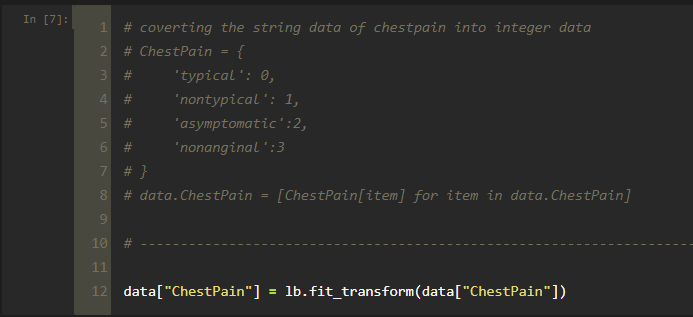 In [7]:
1 # coverting the string data of chestpain into integer data
2 # ChestPain = {
3 #     'typical': 0,
4 #     'nontypical': 1,
5 #     'asymptomatic':2,
6 #     'nonanginal':3
7 # }
8 # data.ChestPain = [ChestPain[item] for item in data.ChestPain]
9
10 # ---------------------------------------------------------------------
11
12 data["ChestPain"] = lb.fit_transform(data["ChestPain"])